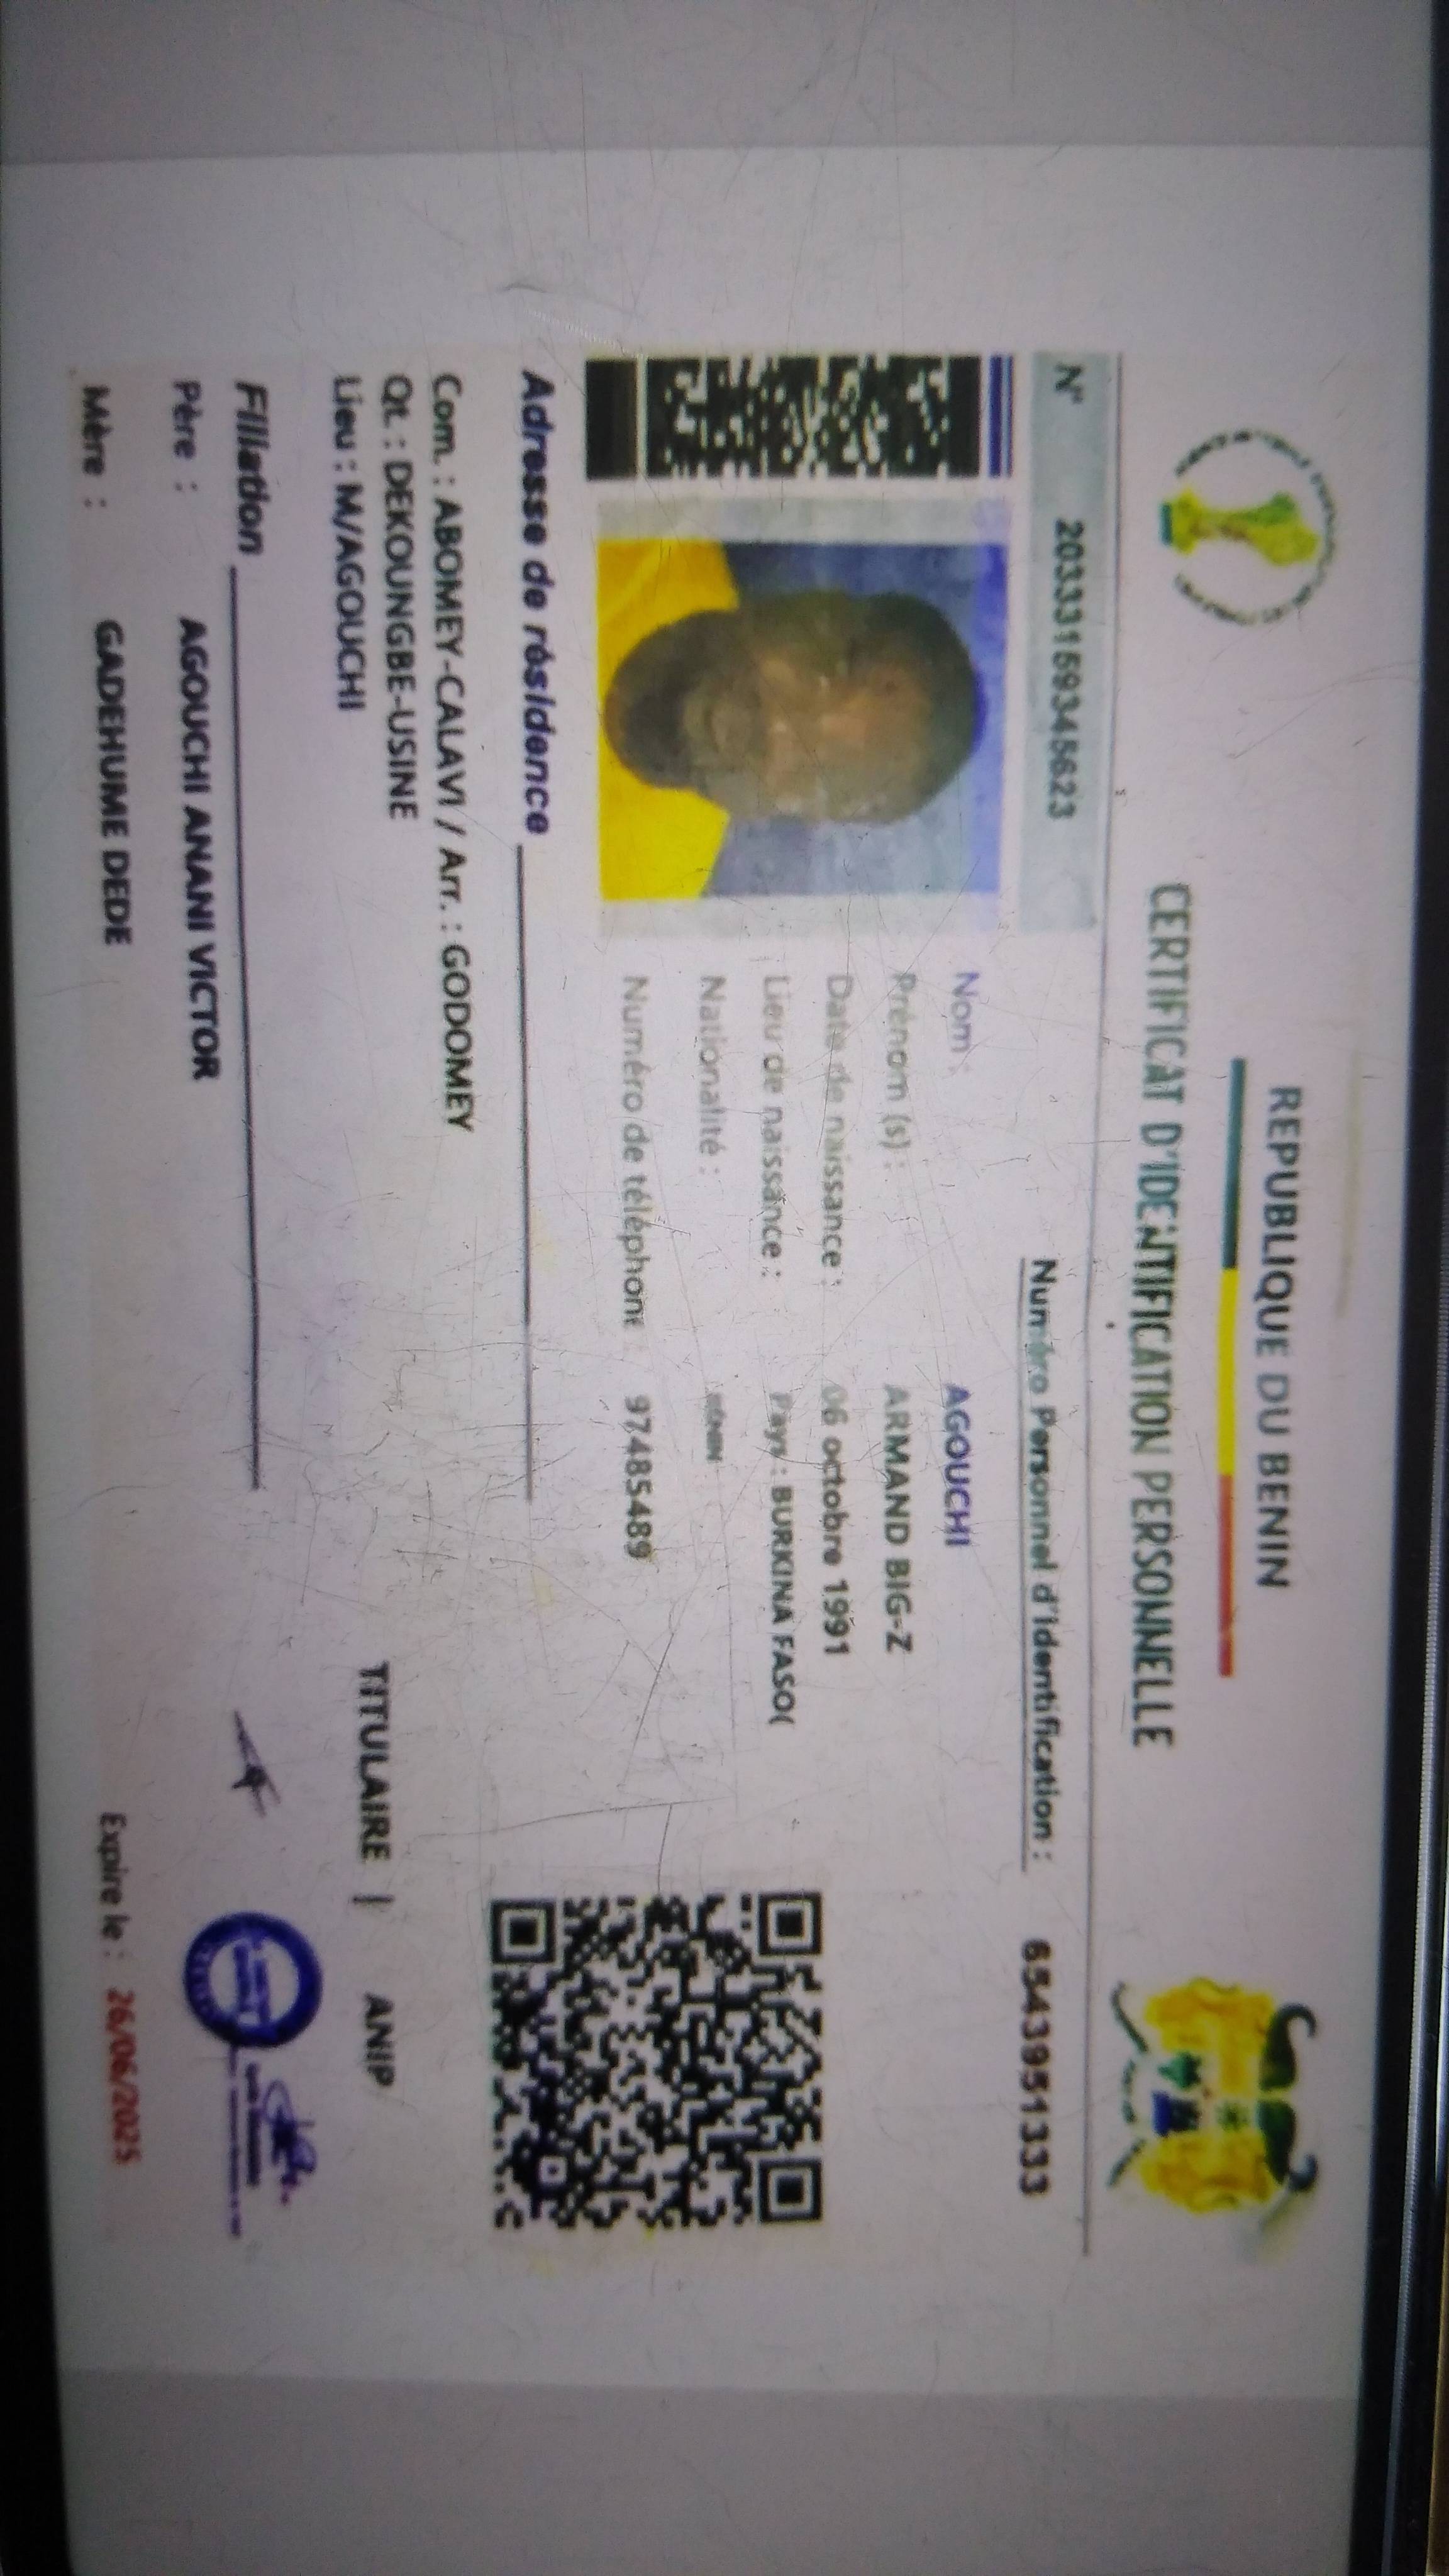 REPUBLIQUE DU BENIN
CERTIFICAT D'IDENTIFICATION PERSONNELLE
N° 20333159345623
Numéro Personnel d'Identification : 6543951333
Nom : AGOUCHI
Prénom (s) : ARMAND BIG-Z
Date de naissance : 06 octobre 1991
Lieu de naissance : Pays : BURKINA FASO(
Nationalité : BÉNIN
Numéro de téléphone 97485489
Adresse de résidence
Com. : ABOMEY-CALAVI / Arr. : GODOMEY
Qt. : DEKOUNGBE-USINE
Lieu : M/AGOUCHI
TITULAIRE | ANIP
Filiation
Père : AGOUCHI ANANI VICTOR
Mère : GADEHUME DEDE
Expire le : 26/06/2025